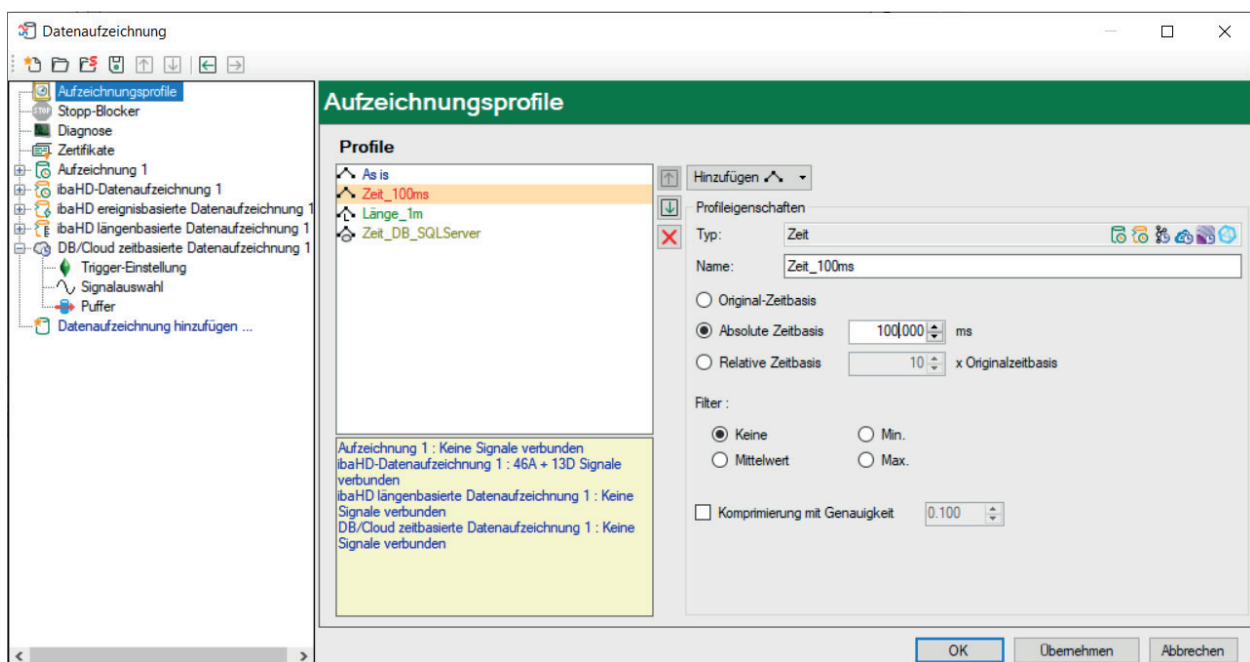 Datenaufzeichnung
Aufzeichnungsprofile
STOP
Stopp-Blocker
Diagnose
Zertifikate
Aufzeichnung 1
ibaHD-Datenaufzeichnung 1
ibaHD ereignisbasierte Datenaufzeichnung 1
ibaHD längenbasierte Datenaufzeichnung 1
DB/Cloud zeitbasierte Datenaufzeichnung 1
Trigger-Einstellung
Signalauswahl
Puffer
Datenaufzeichnung hinzufügen ...
Aufzeichnungsprofile
Profile
As is
Zeit_100ms
Länge_1m
Zeit_DB_SQLServer
Aufzeichnung 1 : Keine Signale verbunden
ibaHD-Datenaufzeichnung 1 : 46A + 13D Signale
verbunden
ibaHD längenbasierte Datenaufzeichnung 1 : Keine
Signale verbunden
DB/Cloud zeitbasierte Datenaufzeichnung 1 : Keine
Signale verbunden
Hinzufügen
Profileigenschaften
Typ: Zeit
Name: Zeit_100ms
Original-Zeitbasis
Absolute Zeitbasis 100,000 ms
Relative Zeitbasis 10 x Originalzeitbasis
Filter :
Keine Min.
Mittelwert Max.
Komprimierung mit Genauigkeit 0.100
OK Übernehmen Abbrechen